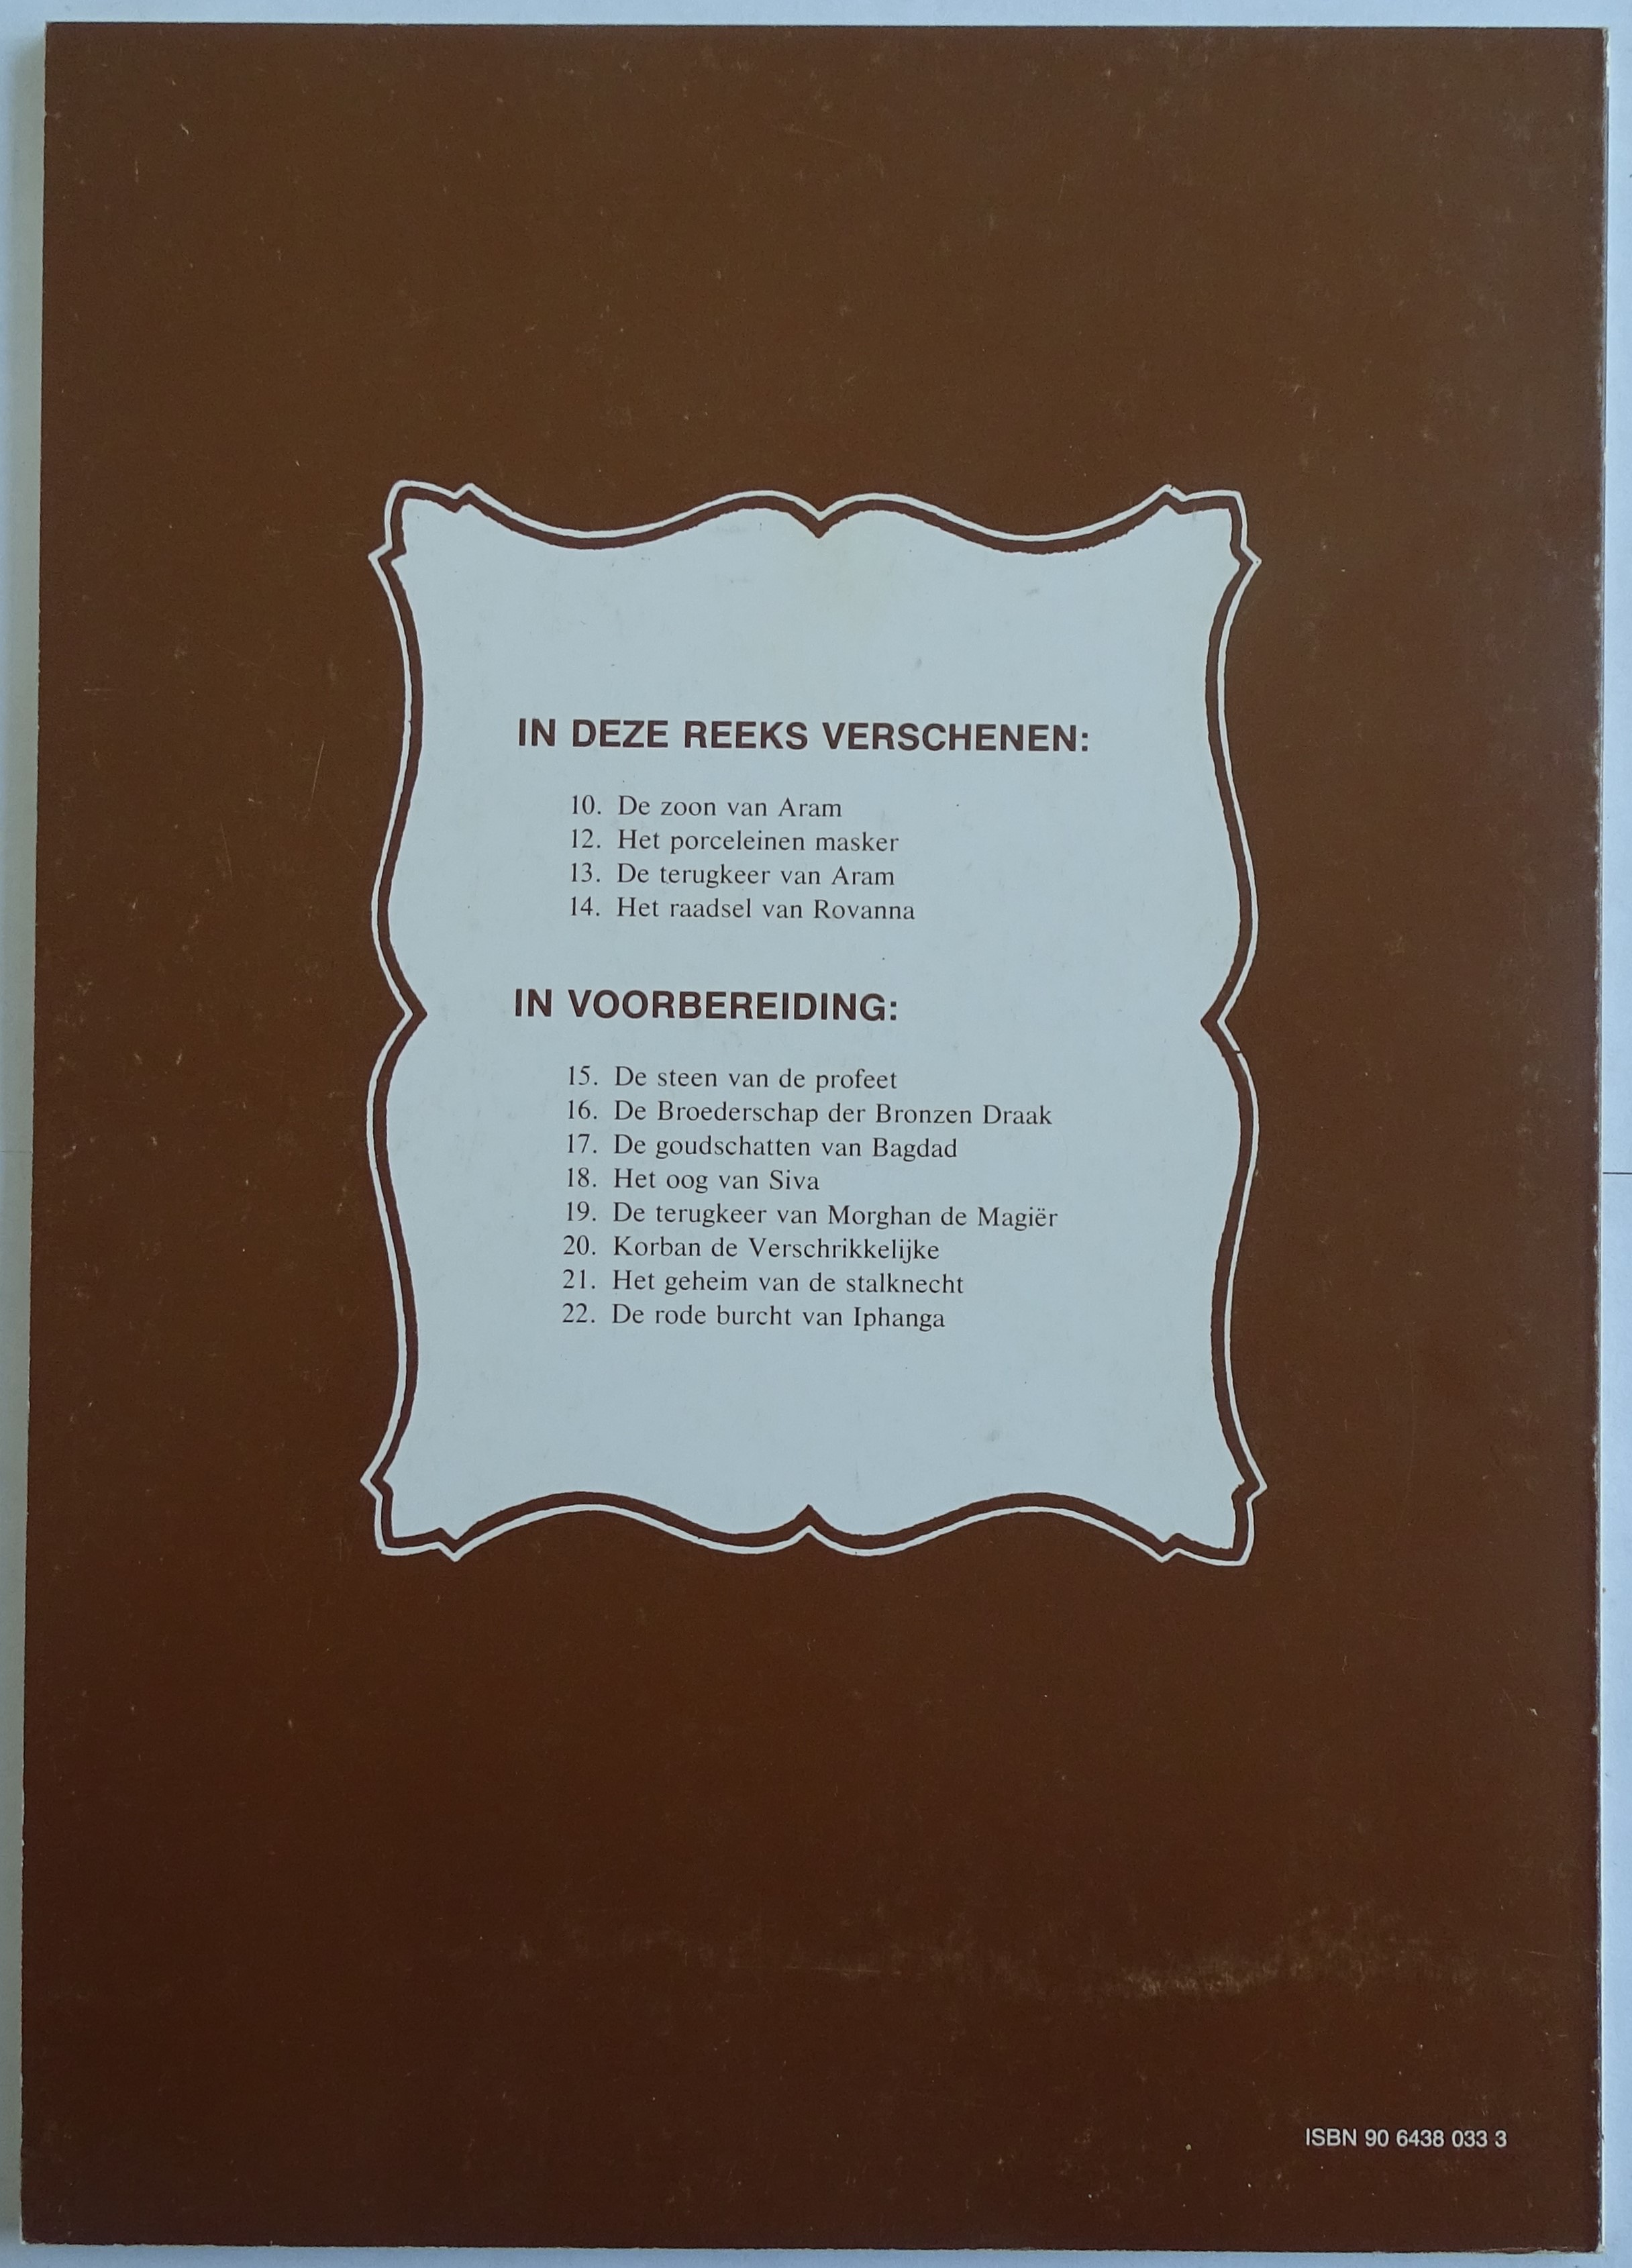 IN DEZE REEKS VERSCHENEN:
10. De zoon van Aram
12. Het porceleinen masker
13. De terugkeer van Aram
14. Het raadsel van Rovanna
IN VOORBEREIDING:
15. De steen van de profeet
16. De Broederschap der Bronzen Draak
17. De goudschatten van Bagdad
18. Het oog van Siva
19. De terugkeer van Morghan de Magiër
20. Korban de Verschrikkelijke
21. Het geheim van de stalknecht
22. De rode burcht van Iphanga
ISBN 90 6438 033 3